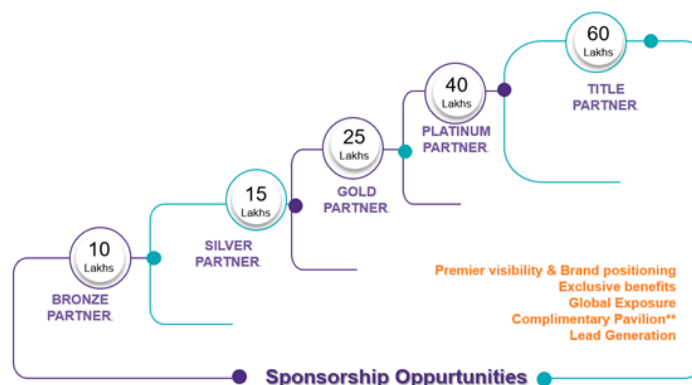 60
Lakhs
TITLE
PARTNER.
40
Lakhs
PLATINUM
PARTNER.
25
Lakhs
GOLD
PARTNER.
15
Lakhs
SILVER
PARTNER.
10
Lakhs
BRONZE
PARTNER.
Premier visibility & Brand positioning
Exclusive benefits
Global Exposure
Complimentary Pavilion**
Lead Generation
Sponsorship Oppurtunities